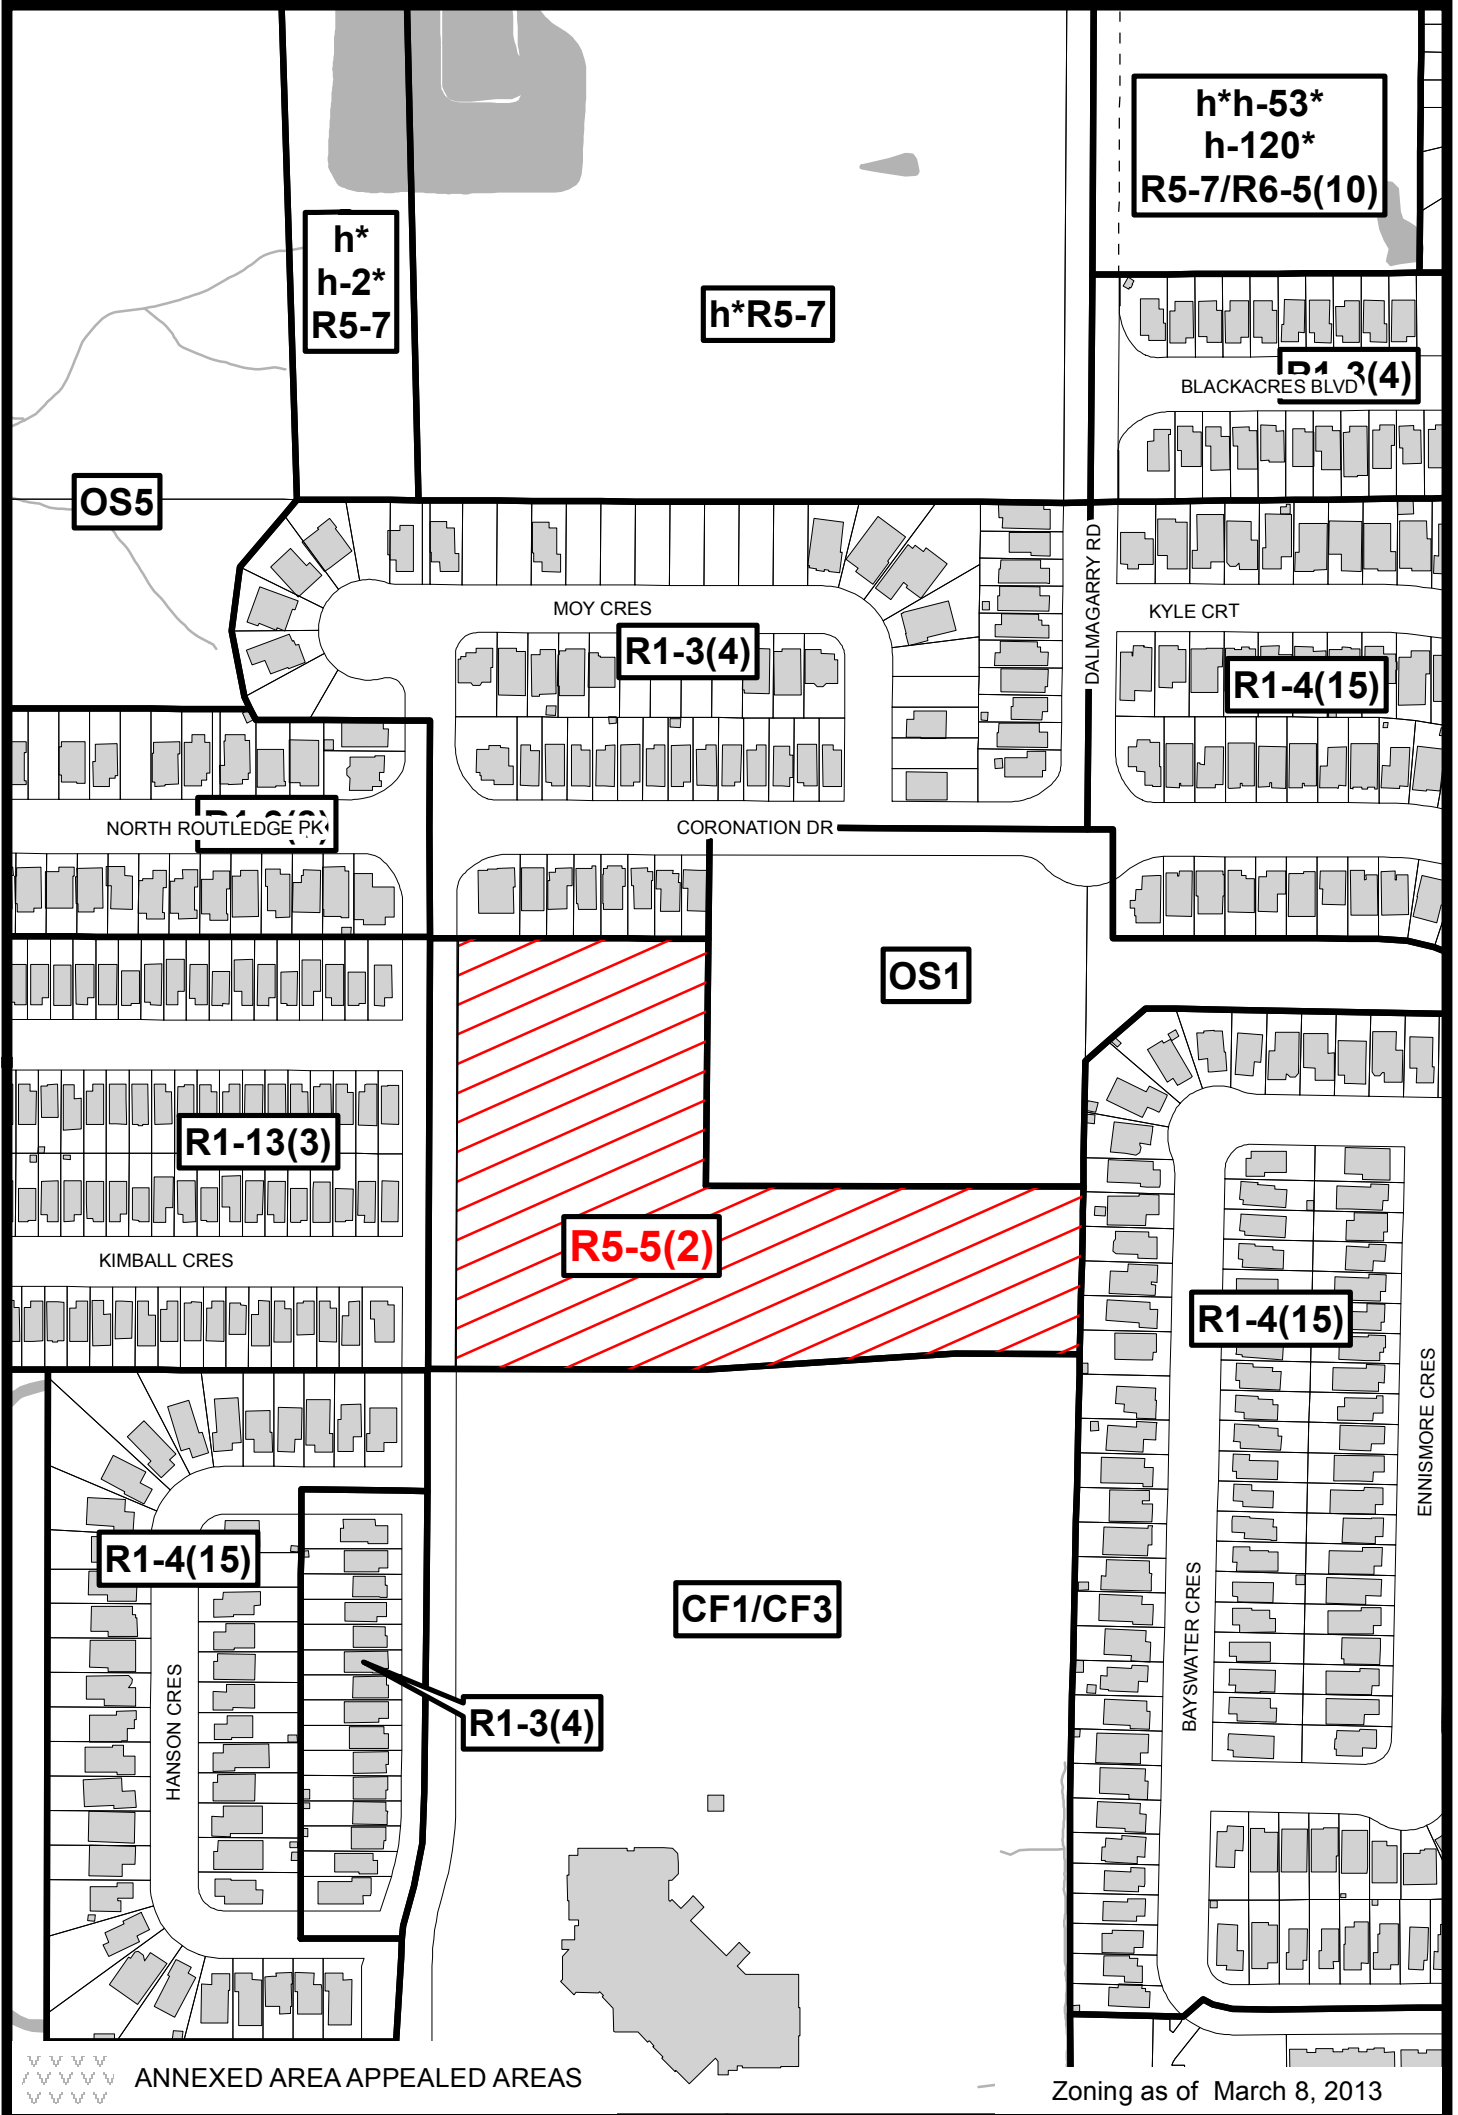 h*h-53*
h-120*
R5-7/R6-5(10)
h*
h-2*
R5-7
h*R5-7
R1-3(4)
BLACKACRES BLVD
OS5
DALMAGARRY RD
MOY CRES
KYLE CRT
R1-3(4)
R1-4(15)
NORTH ROUTLEDGE PK
CORONATION DR
OS1
R1-13(3)
R5-5(2)
KIMBALL CRES
R1-4(15)
ENNISMORE CRES
R1-4(15)
CF1/CF3
BAYSWATER CRES
HANSON CRES
R1-3(4)
ANNEXED AREA APPEALED AREAS
Zoning as of March 8, 2013